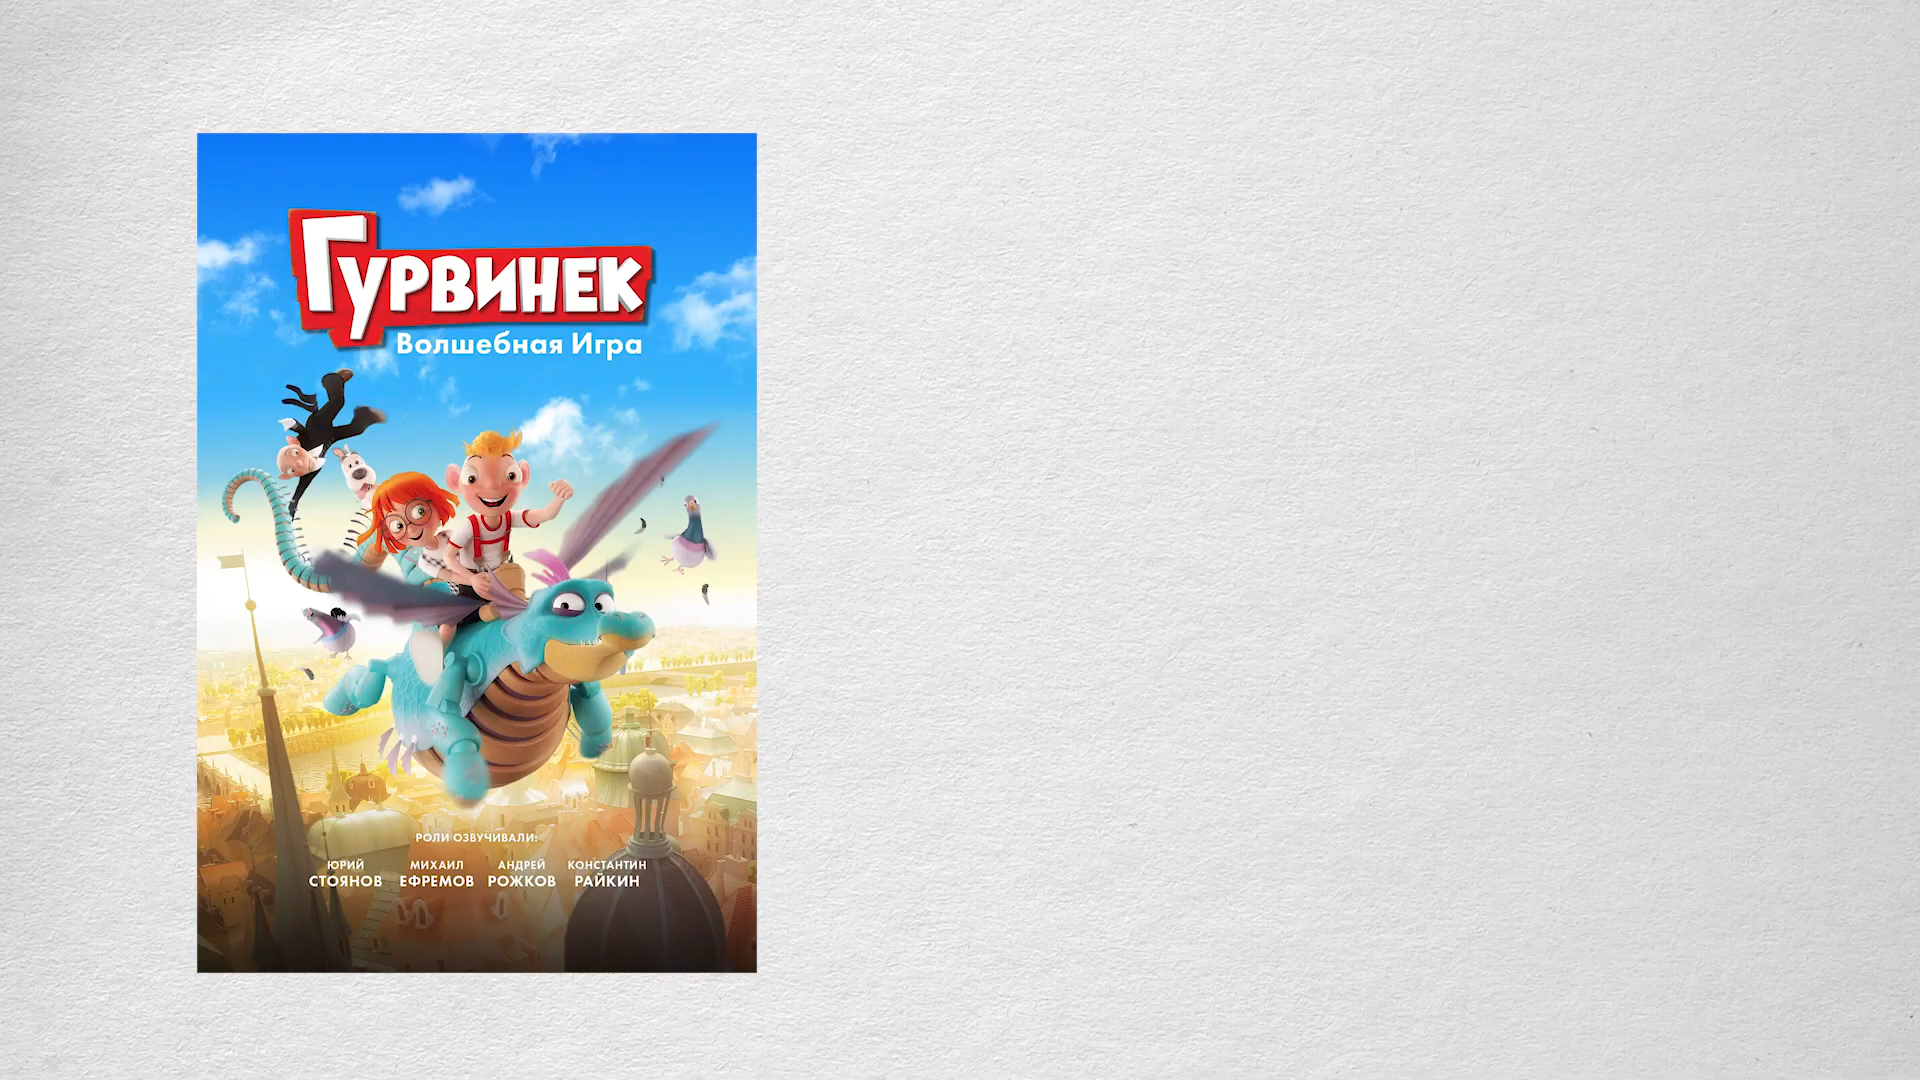 Гурвинек
Волшебная Игра
РОЛИ ОЗВУЧИВАЛИ:
ЮРИЙ СТОЯНОВ
МИХАИЛ ЕФРЕМОВ
АНДРЕЙ РОЖКОВ
КОНСТАНТИН РАЙКИН